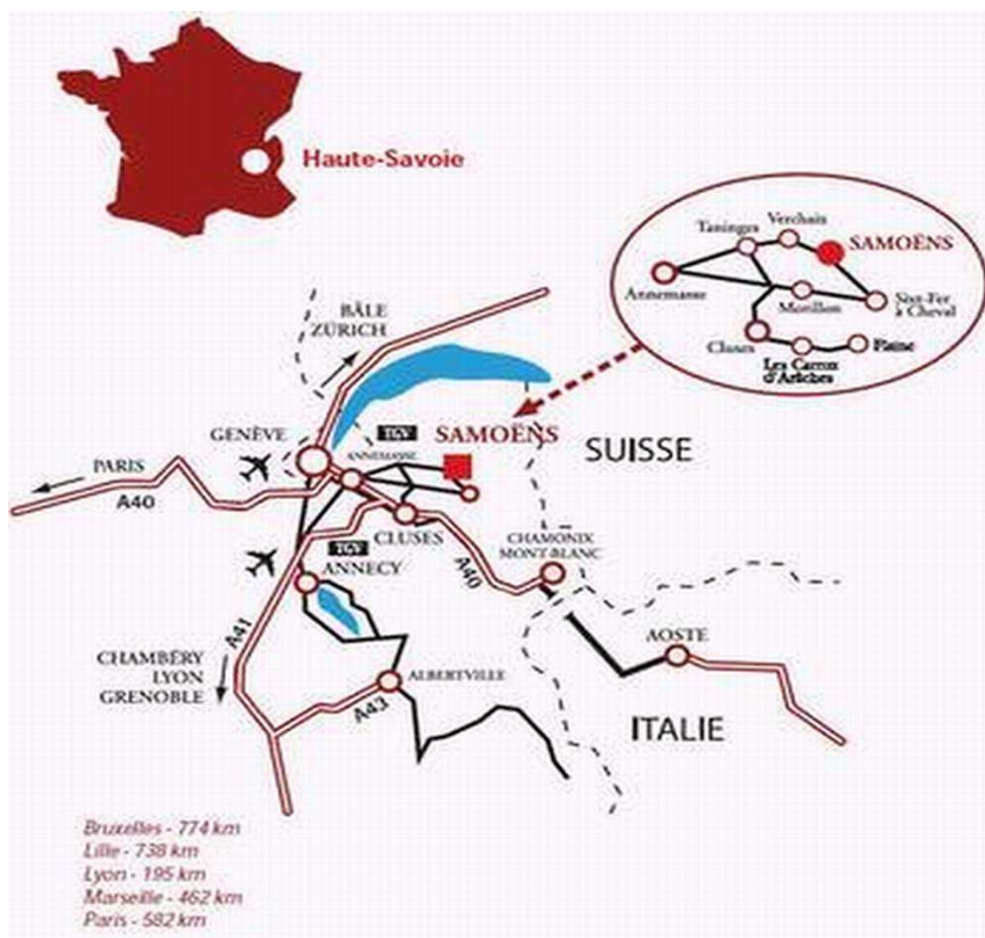 Haute-Savoie
Verchaix
Taninges
SAMOËNS
Annemasse
Morillon
Sixt-Fer
à Cheval
Cluses
Flaine
Les Carroz
d'Arâches
BÂLE
ZÜRICH
GENÈVE
TGV
SAMOËNS
SUISSE
ANNEMASSE
PARIS
A40
CLUSES
CHAMONIX
MONT-BLANC
TGV
ANNECY
A40
A41
AOSTE
CHAMBÉRY
LYON
GRENOBLE
ALBERTVILLE
A43
ITALIE
Bruxelles - 774 km
Lille - 738 km
Lyon - 195 km
Marseille - 462 km
Paris - 582 km